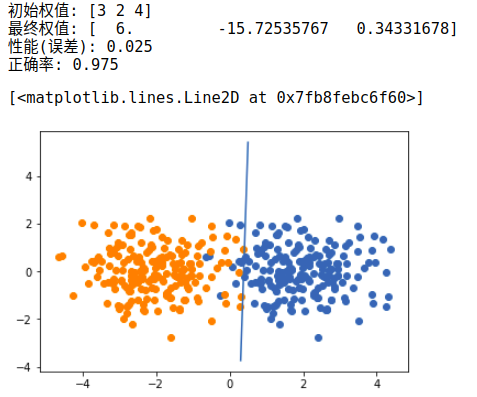 初始权值: [3 2 4]
最终权值: [  6.         -15.72535767   0.34331678]
性能(误差): 0.025
正确率: 0.975
[<matplotlib.lines.Line2D at 0x7fb8febc6f60>]
4
2
0
−2
−4
−4 −2 0 2 4